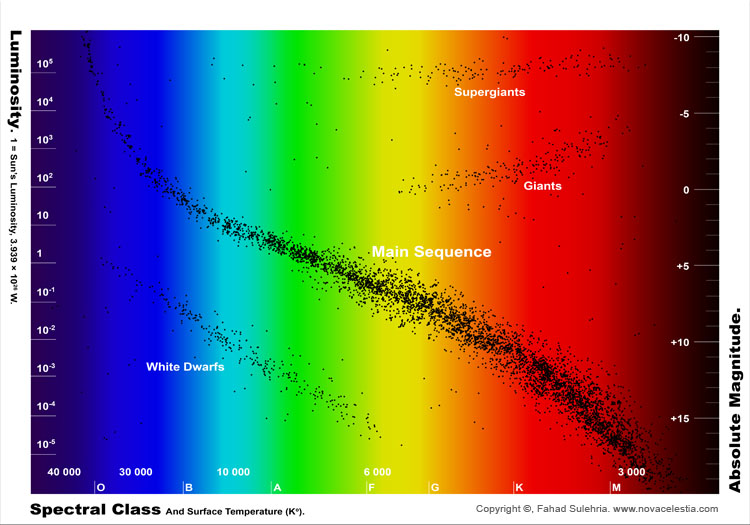 Luminosity. 1 = Sun's Luminosity, 3.939 × 10²⁶ W.
10⁵
10⁴
10³
10²
10
1
10⁻¹
10⁻²
10⁻³
10⁻⁴
10⁻⁵
Supergiants
Giants
Main Sequence
White Dwarfs
-10
-5
0
+5
+10
+15
Absolute Magnitude.
40 000 30 000 10 000 6 000 3 000
O B A F G K M
Spectral Class And Surface Temperature (K°).
Copyright ©, Fahad Sulehria. www.novacelestia.com.